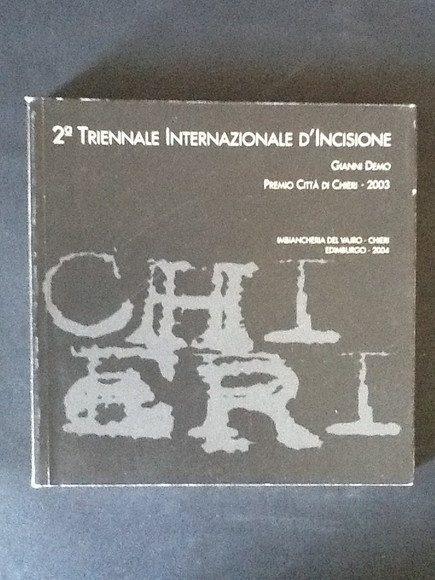 2ª TRIENNALE INTERNAZIONALE D'INCISIONE
GIANNI DEMO
PREMIO CITTÀ DI CHIERI - 2003
IMBIANCHERIA DEL VAJRO - CHIERI
EDIMBURGO - 2004
CHI
ERI